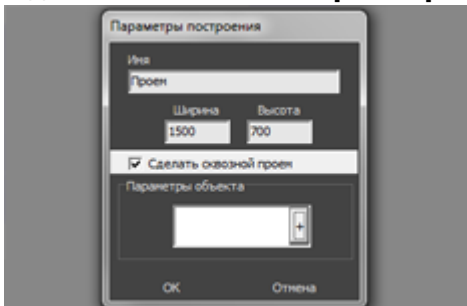 Параметры построения
Имя
Проем
Ширина Высота
1500 700
Сделать сквозной проем
Параметры объекта
+
OK Отмена